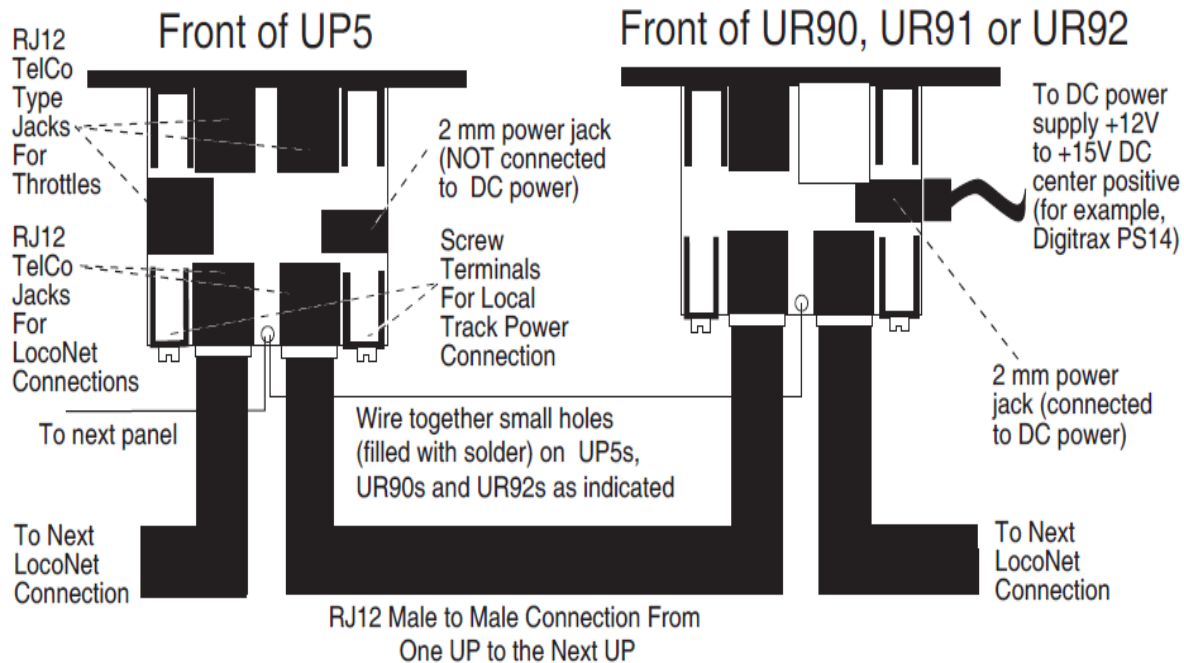 Front of UP5
Front of UR90, UR91 or UR92
RJ12
TelCo
Type
Jacks
For
Throttles
2 mm power jack
(NOT connected
to DC power)
To DC power
supply +12V
to +15V DC
center positive
(for example,
Digitrax PS14)
RJ12
TelCo
Jacks
For
LocoNet
Connections
Screw
Terminals
For Local
Track Power
Connection
2 mm power
jack (connected
to DC power)
To next panel
Wire together small holes
(filled with solder) on UP5s,
UR90s and UR92s as indicated
To Next
LocoNet
Connection
To Next
LocoNet
Connection
RJ12 Male to Male Connection From
One UP to the Next UP